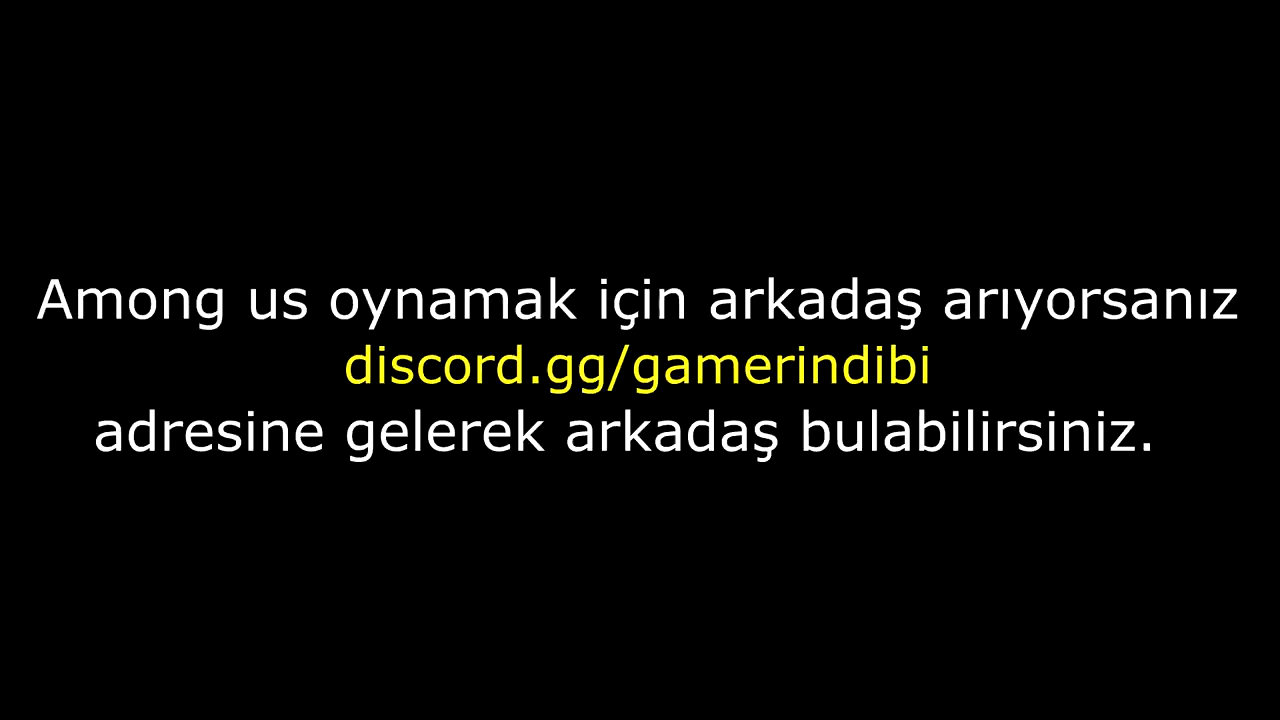 Among us oynamak için arkadaş arıyorsanız
discord.gg/gamerindibi
adresine gelerek arkadaş bulabilirsiniz.